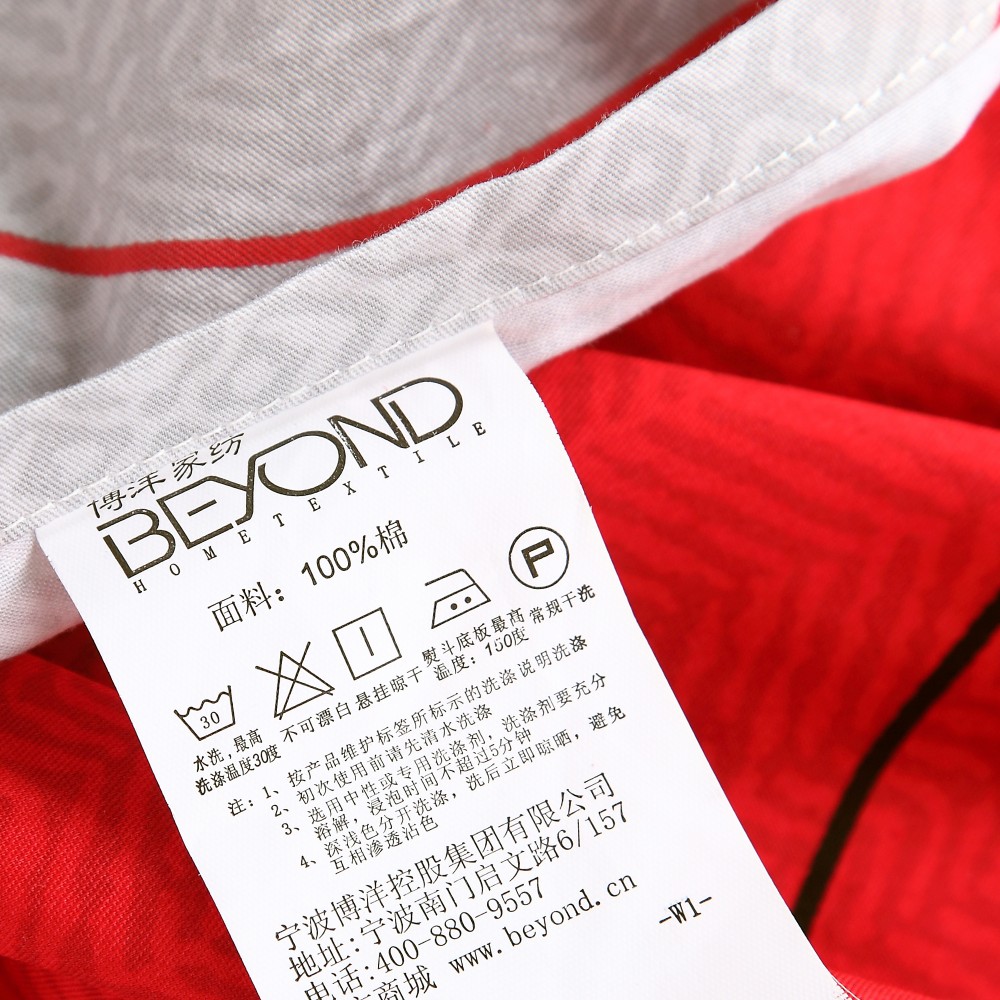 博洋家纺
BEYOND
HOMETEXTILE
面料：100%棉
30
P
水洗，最高
洗涤温度30度
不可漂白
悬挂晾干
熨斗底板最高
温度：150度
常规干洗
注：1、按产品维护标签所标示的洗涤说明洗涤
2、初次使用前请先清水洗涤
3、选用中性或专用洗涤剂，洗涤剂要充分
溶解，浸泡时间不超过5分钟
4、深浅色分开洗涤，洗后立即晾晒，避免
互相渗透沾色
宁波博洋控股集团有限公司
地址:宁波南门启文路6/157
电话:400-880-9557
商城 www.beyond.cn
-W1-